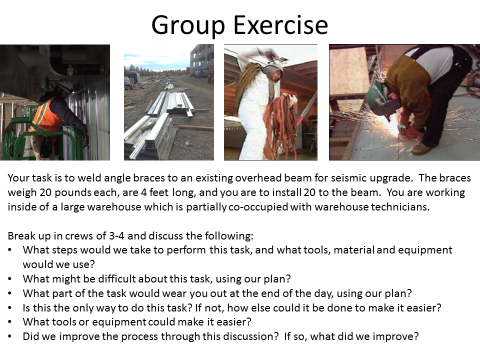 Group Exercise
Your task is to weld angle braces to an existing overhead beam for seismic upgrade. The braces
weigh 20 pounds each, are 4 feet long, and you are to install 20 to the beam. You are working
inside of a large warehouse which is partially co-occupied with warehouse technicians.
Break up in crews of 3-4 and discuss the following:
• What steps would we take to perform this task, and what tools, material and equipment
would we use?
• What might be difficult about this task, using our plan?
• What part of the task would wear you out at the end of the day, using our plan?
• Is this the only way to do this task? If not, how else could it be done to make it easier?
• What tools or equipment could make it easier?
• Did we improve the process through this discussion? If so, what did we improve?